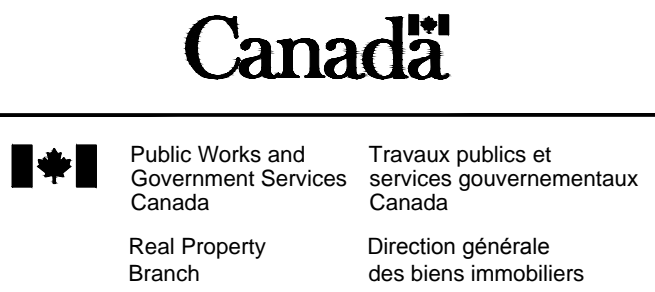 Canada
Public Works and
Government Services
Canada
Travaux publics et
services gouvernementaux
Canada
Real Property
Branch
Direction générale
des biens immobiliers